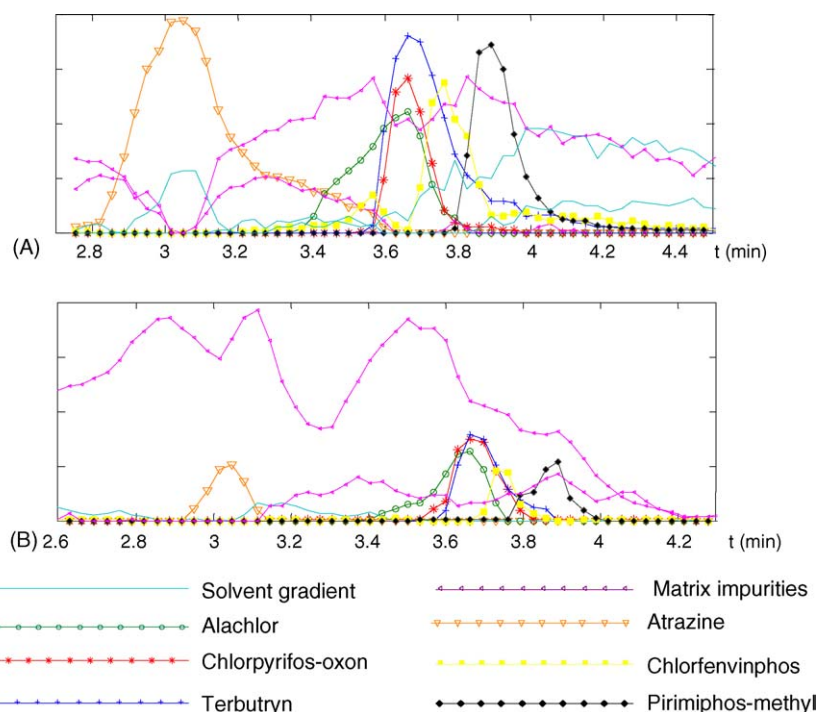 (A)
2.8 3 3.2 3.4 3.6 3.8 4 4.2 4.4 t (min)
(B)
2.6 2.8 3 3.2 3.4 3.6 3.8 4 4.2 t (min)
Solvent gradient Matrix impurities
Alachlor Atrazine
Chlorpyrifos-oxon Chlorfenvinphos
Terbutryn Pirimiphos-methyl